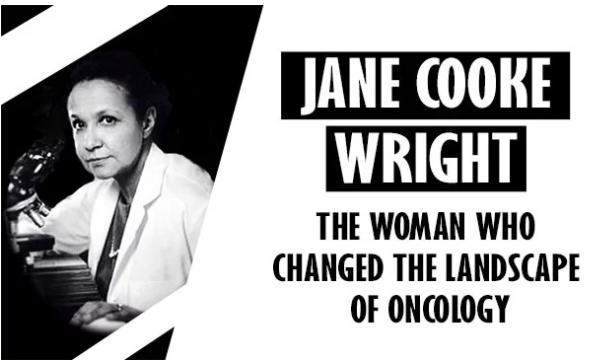 JANE COOKE
WRIGHT
THE WOMAN WHO
CHANGED THE LANDSCAPE
OF ONCOLOGY